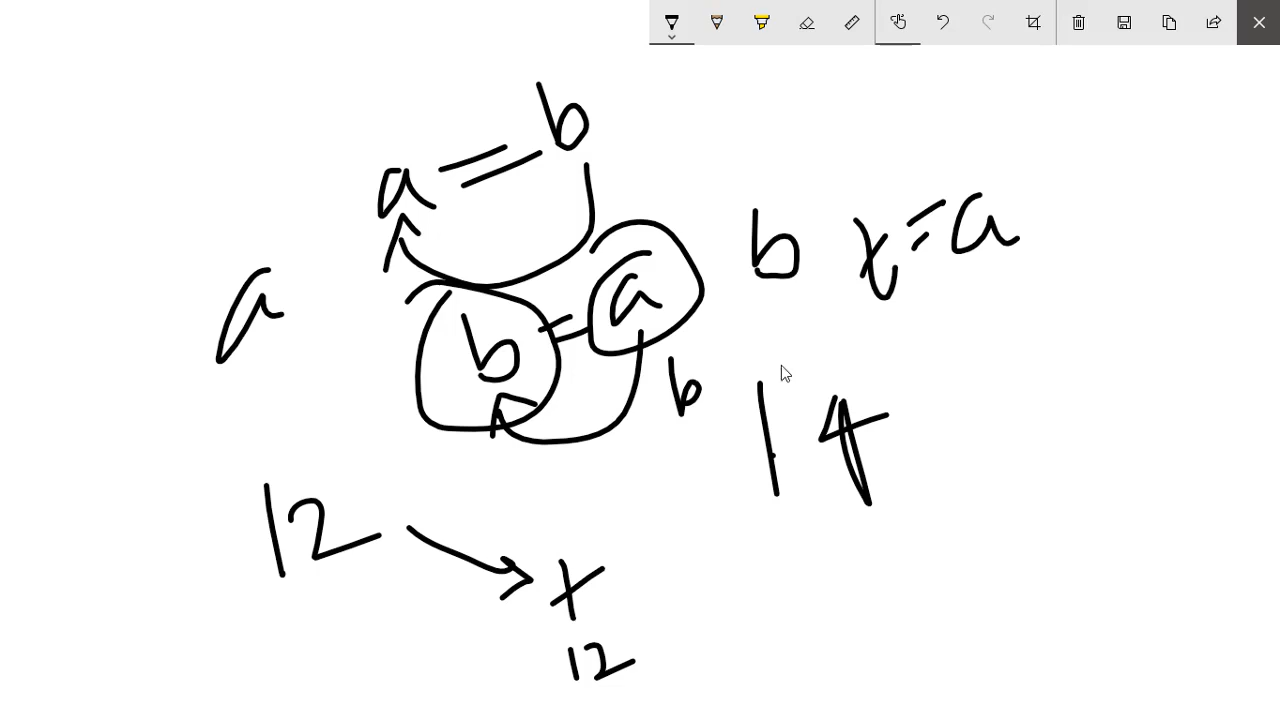 a = b
a
b = a
b
b t = a
12
14
x
12